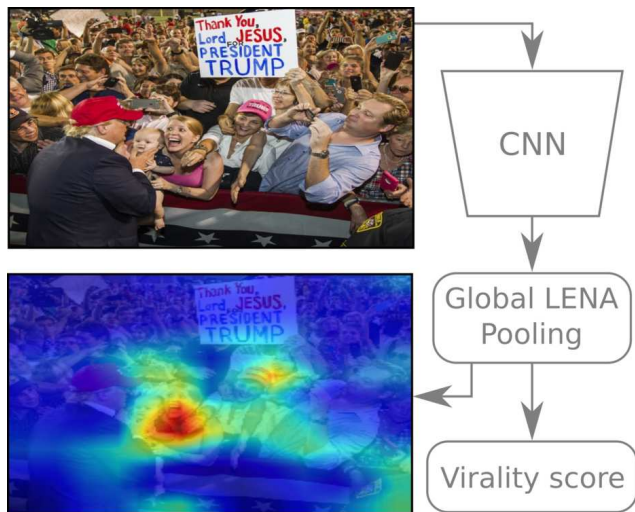 Thank You,
Lord JESUS,
FOR
PRESIDENT
TRUMP
CNN
Global LENA
Pooling
Virality score
Thank You,
Lord JESUS,
PRESIDENT
TRUMP